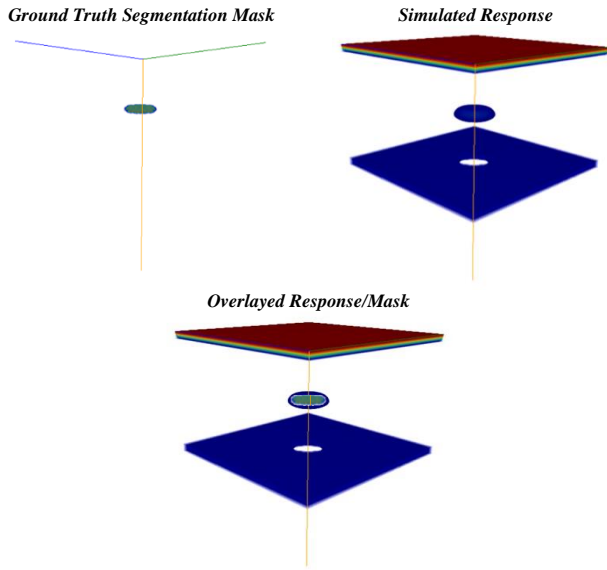 Ground Truth Segmentation Mask
Simulated Response
Overlayed Response/Mask